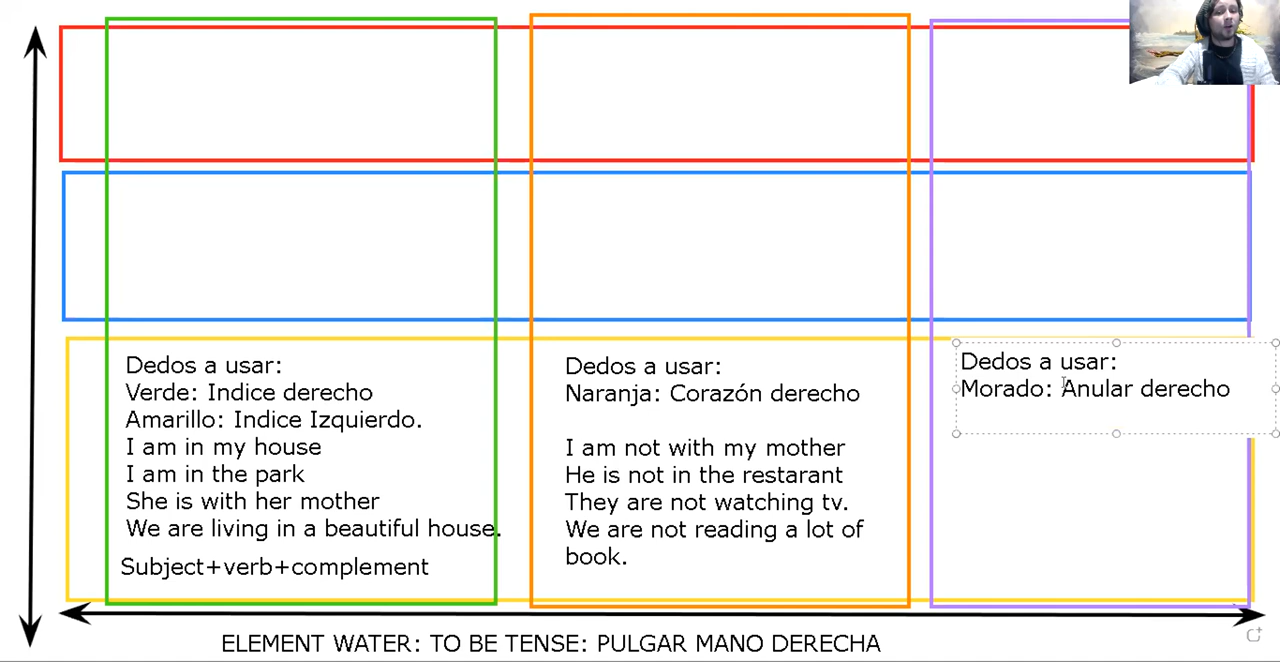 Dedos a usar:
Verde: Indice derecho
Amarillo: Indice Izquierdo.
I am in my house
I am in the park
She is with her mother
We are living in a beautiful house.
Subject+verb+complement
Dedos a usar:
Naranja: Corazón derecho
I am not with my mother
He is not in the restarant
They are not watching tv.
We are not reading a lot of
book.
Dedos a usar:
Morado: Anular derecho
ELEMENT WATER: TO BE TENSE: PULGAR MANO DERECHA